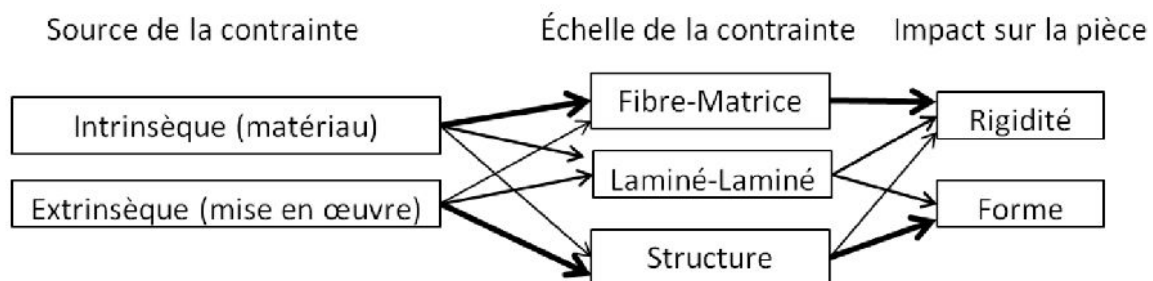 Source de la contrainte
Échelle de la contrainte
Impact sur la pièce
Intrinsèque (matériau)
Extrinsèque (mise en œuvre)
Fibre-Matrice
Laminé-Laminé
Structure
Rigidité
Forme